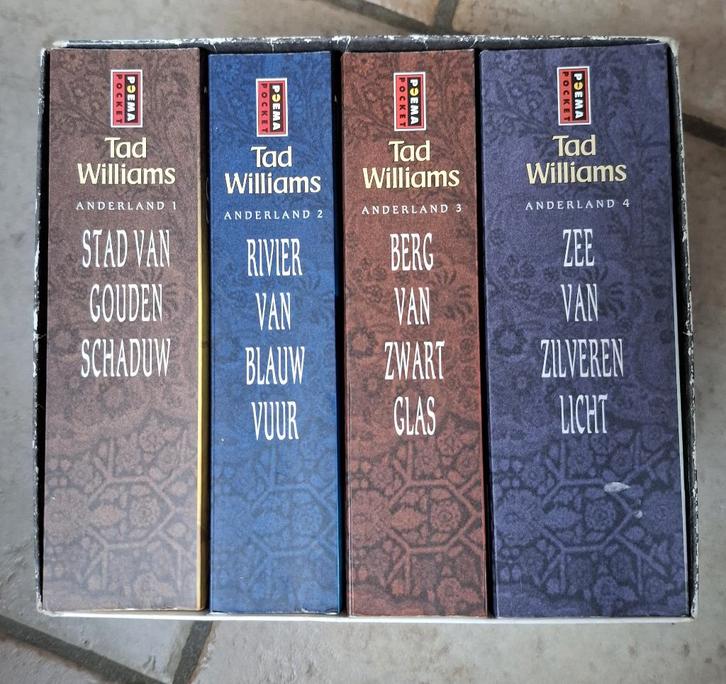 POEMA
POCKET
Tad
Williams
ANDERLAND 1
STAD VAN
GOUDEN
SCHADUW
POEMA
POCKET
Tad
Williams
ANDERLAND 2
RIVIER
VAN
BLAUW
VUUR
POEMA
POCKET
Tad
Williams
ANDERLAND 3
BERG
VAN
ZWART
GLAS
POEMA
POCKET
Tad
Williams
ANDERLAND 4
ZEE
VAN
ZILVEREN
LICHT